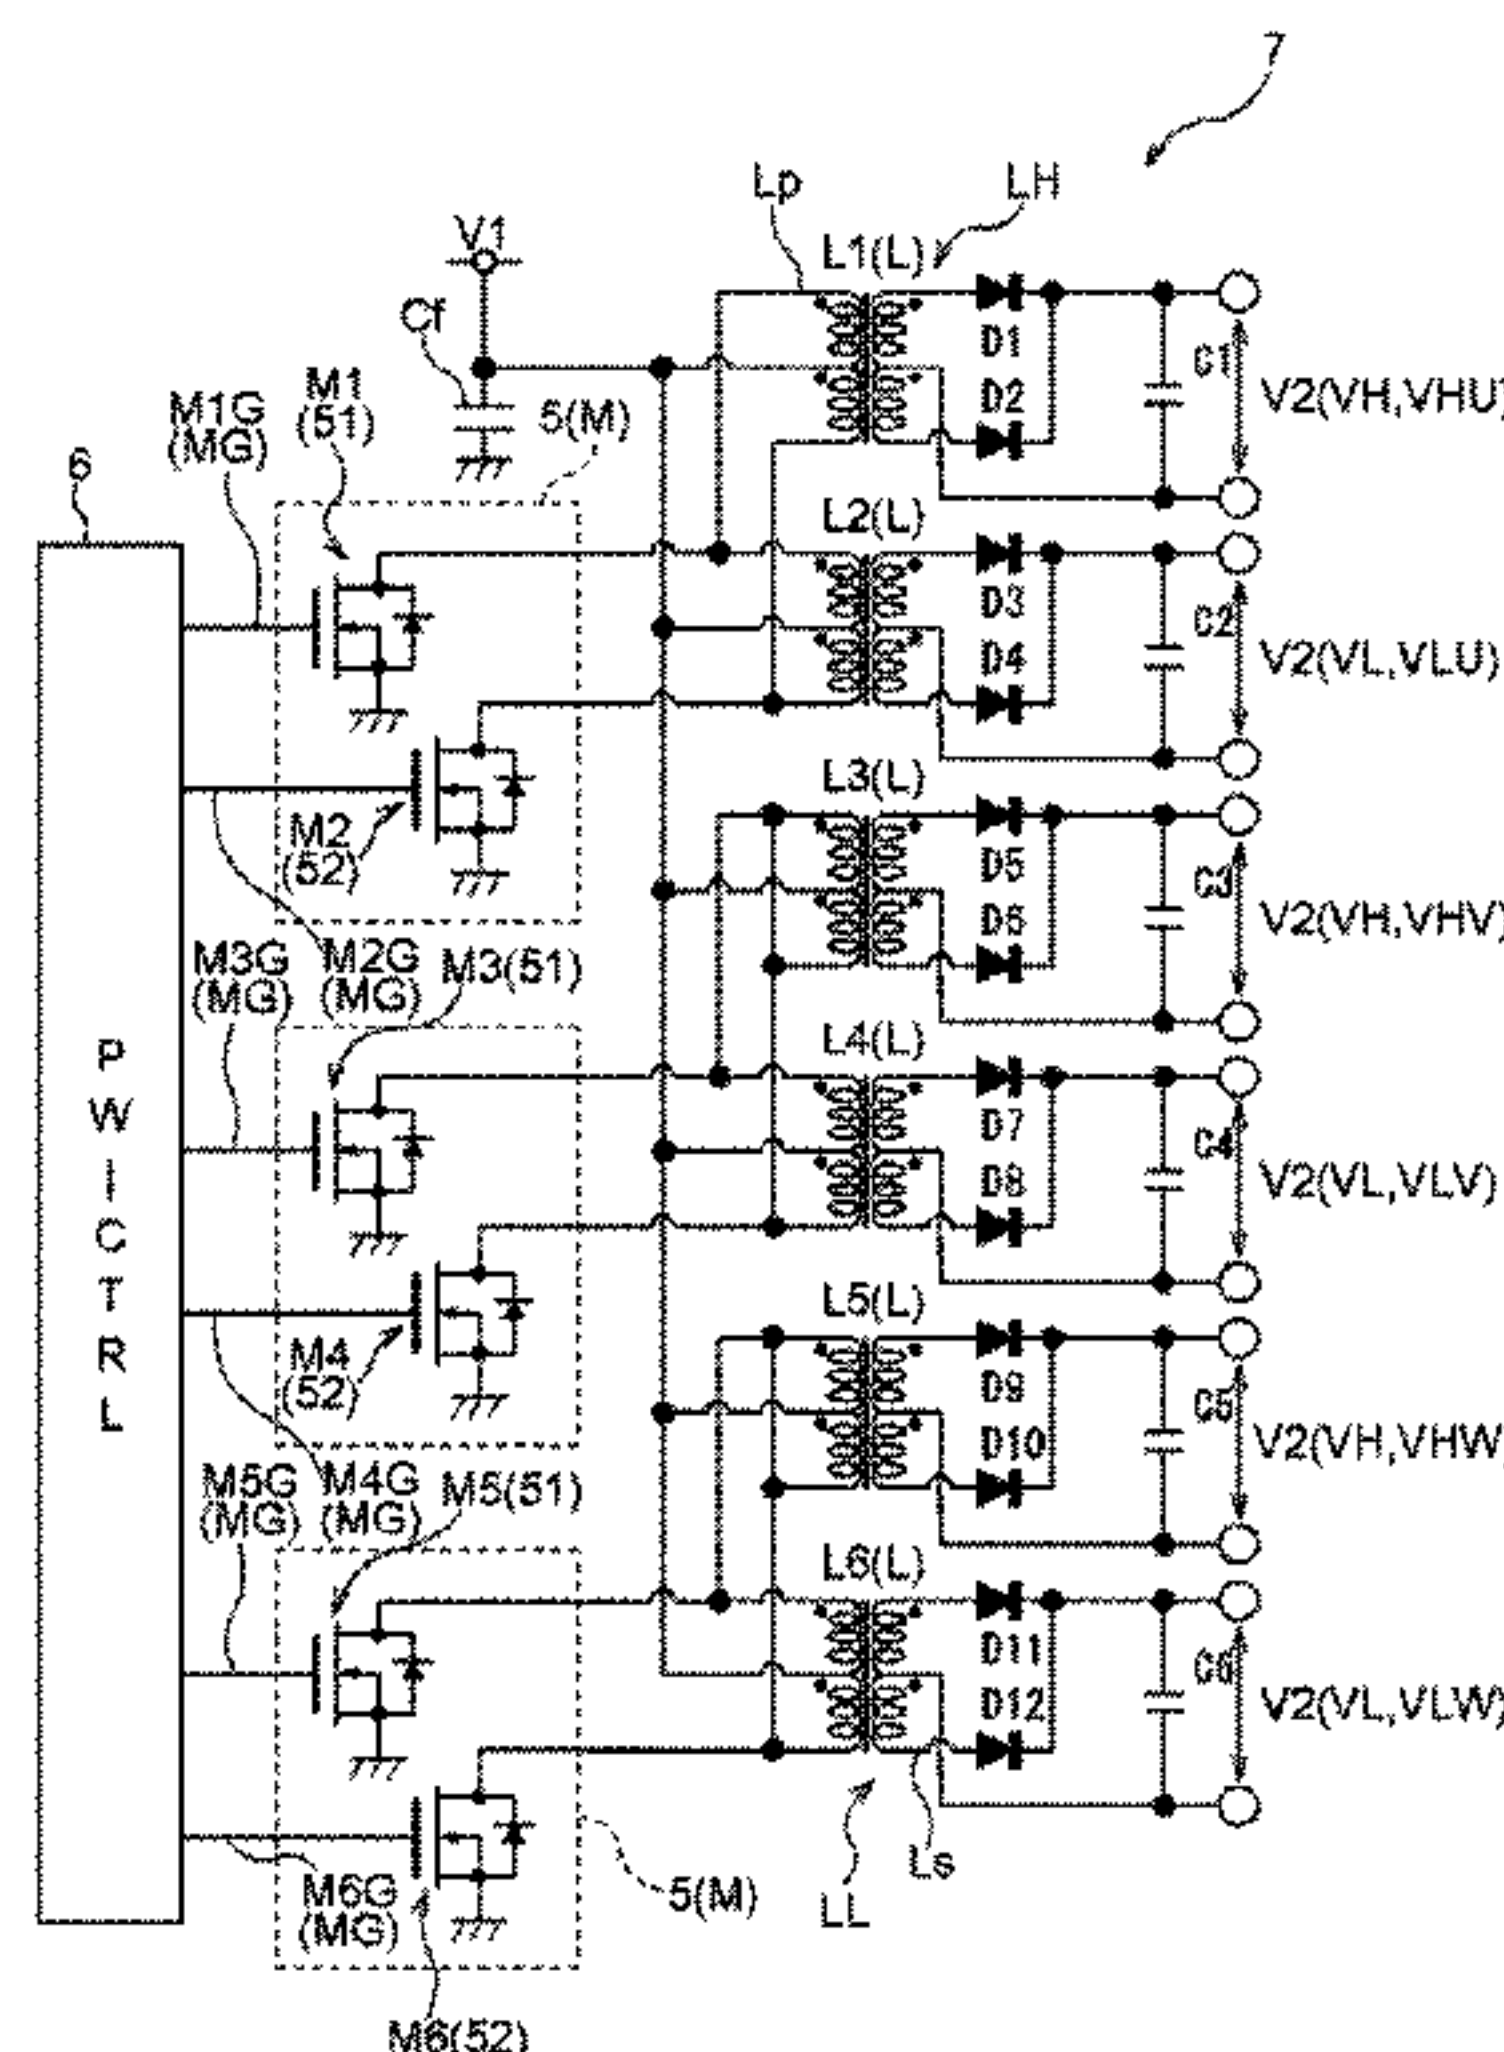 7
Lp
LH
V1
L1(L)
Cf
D1
C1
M1
(51)
M1G
(MG)
5(M)
D2
V2(VH,VHU)
6
L2(L)
D3
C2
D4
V2(VL,VLU)
L3(L)
M2
(52)
D5
C3
D6
V2(VH,VHV)
M3G
(MG)
M2G
(MG)
M3(51)
L4(L)
P
W
I
C
T
R
L
D7
C4
D8
V2(VL,VLV)
L5(L)
M4
(52)
D9
C5
D10
V2(VH,VHW
M5G
(MG)
M4G
(MG)
M5(51)
L6(L)
D11
C6
D12
V2(VL,VLW)
Ls
M6G
(MG)
5(M)
LL
M6(52)